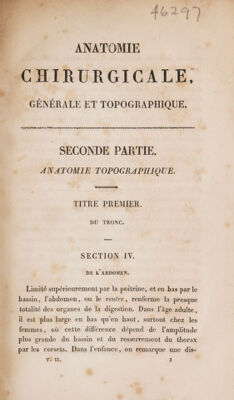 46297
ANATOMIE
CHIRURGICALE,
GÉNÉRALE ET TOPOGRAPHIQUE.
SECONDE PARTIE.
ANATOMIE TOPOGRAPHIQUE.
TITRE PREMIER.
DU TRONC.
SECTION IV.
DE L'ABDOMEN.
Limité supérieurement par la poitrine, et en bas par le
bassin, l'abdomen, ou le ventre, renferme la presque
totalité des organes de la digestion. Dans l'âge adulte,
il est plus large en bas qu'en haut, surtout chez les
femmes, où cette différence dépend de l'amplitude
plus grande du bassin et du resserrement du thorax
par les corsets. Dans l'enfance, on remarque une dis-
T. II. 1